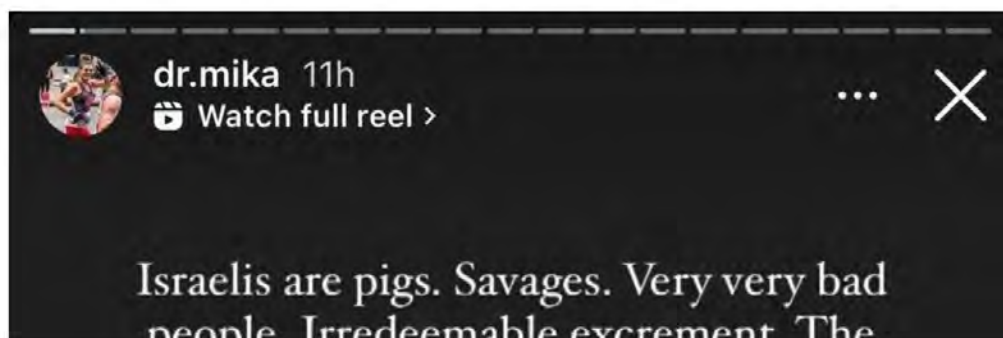 dr.mika 11h
Watch full reel >
Israelis are pigs. Savages. Very very bad
people. Irredeemable excrement. The